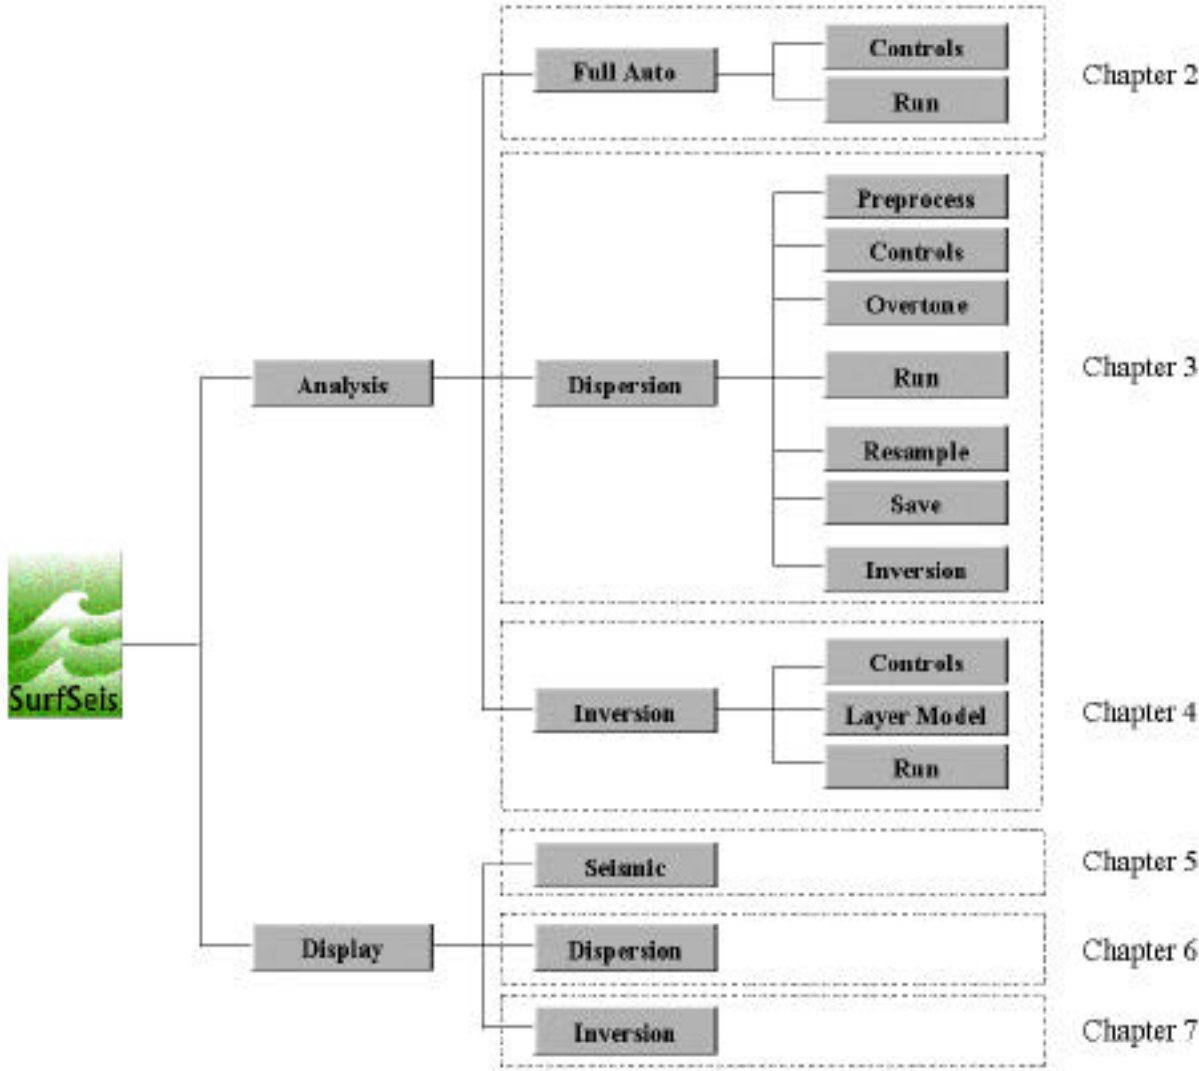 Full Auto
Controls
Run
Chapter 2
Preprocess
Controls
Overtone
Analysis
Dispersion
Run
Chapter 3
Resample
Save
Inversion
SurfSeis
Controls
Inversion
Layer Model
Chapter 4
Run
Seismic
Chapter 5
Display
Dispersion
Chapter 6
Inversion
Chapter 7